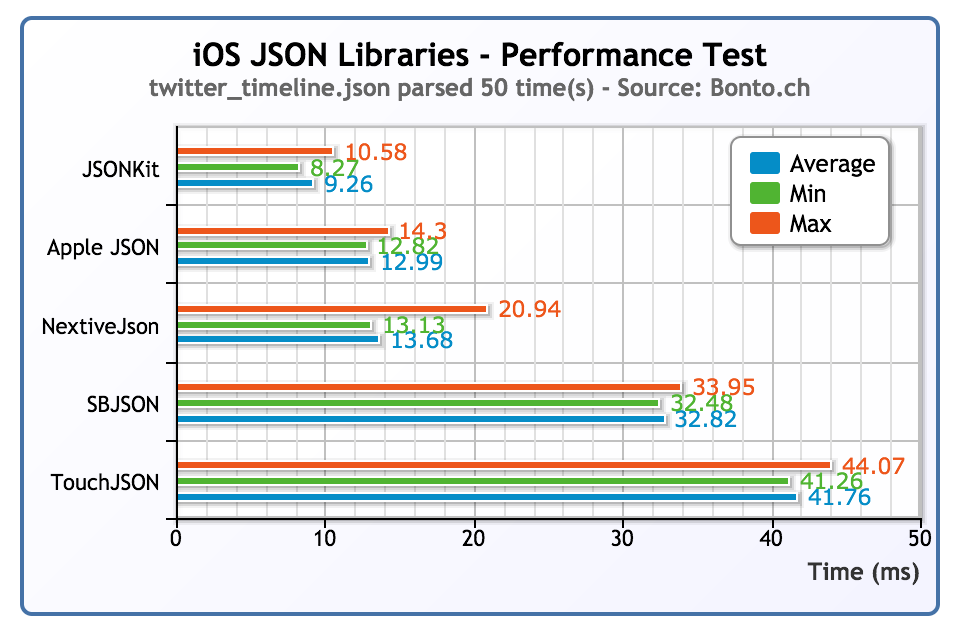 iOS JSON Libraries - Performance Test
twitter_timeline.json parsed 50 time(s) - Source: Bonto.ch
Average
Min
Max
JSONKit
10.58
8.27
9.26
Apple JSON
14.3
12.82
12.99
NextiveJson
20.94
13.13
13.68
SBJSON
33.95
32.48
32.82
TouchJSON
44.07
41.26
41.76
0 10 20 30 40 50
Time (ms)